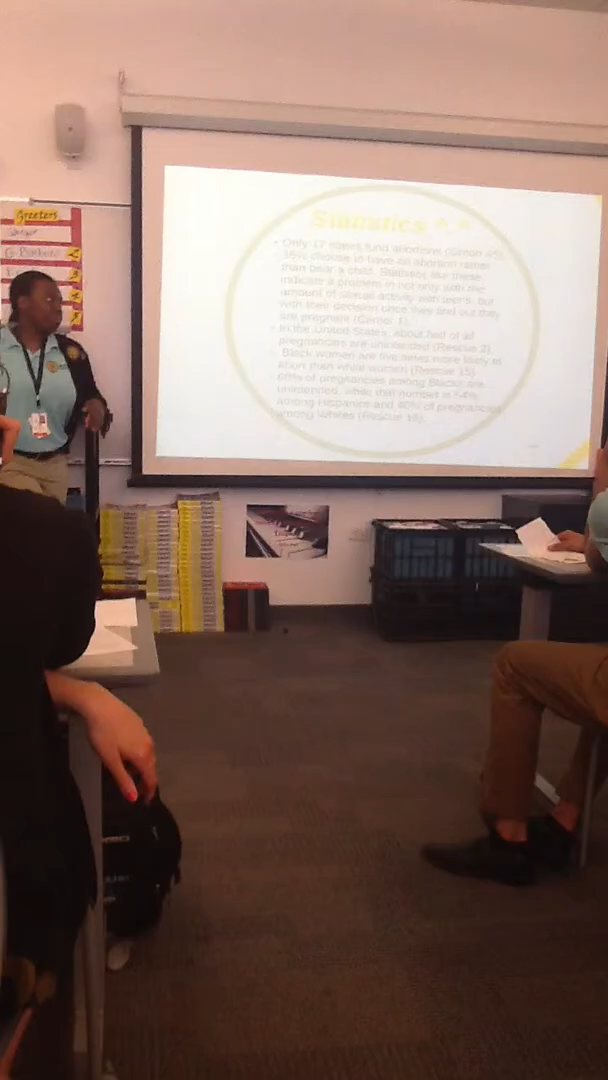 Greeters
Statistics
• Only 17 states fund abortions (Cerrior 45).
35% choose to have an abortion rather
than bear a child. Statistics like these
indicate a problem in not only with the
amount of sexual activity with teens, but
with their decision once they find out they
are pregnant 1).
• In the United States, about half of all
pregnancies are unintended (Rescue 2).
• Black women are five times more likely to
abort than white women (Rescue 15)
of pregnancies among Blacks are
unintended, while that number is 54%
among Hispanics and 40% of pregnancies
among Whites (Rescue 16).